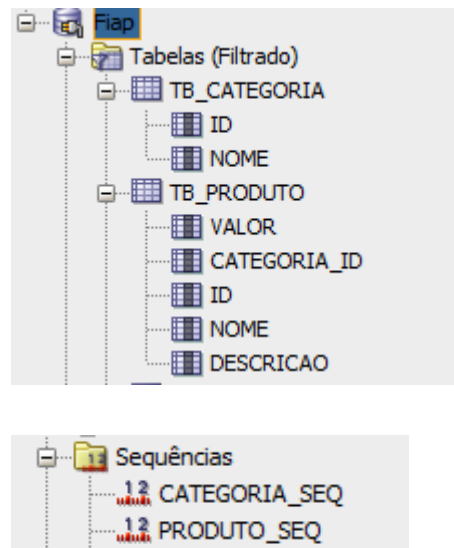 Fiap
Tabelas (Filtrado)
TB_CATEGORIA
ID
NOME
TB_PRODUTO
VALOR
CATEGORIA_ID
ID
NOME
DESCRICAO
Sequências
CATEGORIA_SEQ
PRODUTO_SEQ